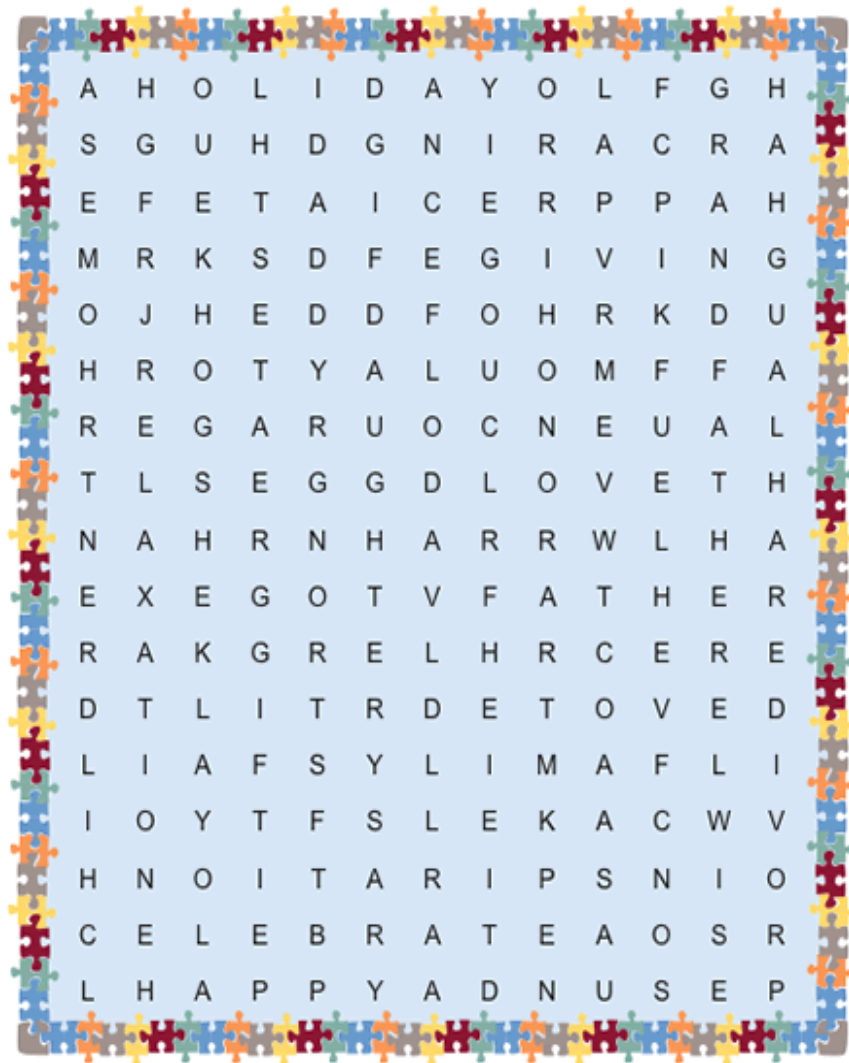 A H O L I D A Y O L F G H
S G U H D G N I R A C R A
E F E T A I C E R P P A H
M R K S D F E G I V I N G
O J H E D D F O H R K D U
H R O T Y A L U O M F F A
R E G A R U O C N E U A L
T L S E G G D L O V E T H
N A H R N H A R R W L H A
E X E G O T V F A T H E R
R A K G R E L H R C E R E
D T L I T R D E T O V E D
L I A F S Y L I M A F L I
I O Y T F S L E K A C W V
H N O I T A R I P S N I O
C E L E B R A T E A O S R
L H A P P Y A D N U S E P